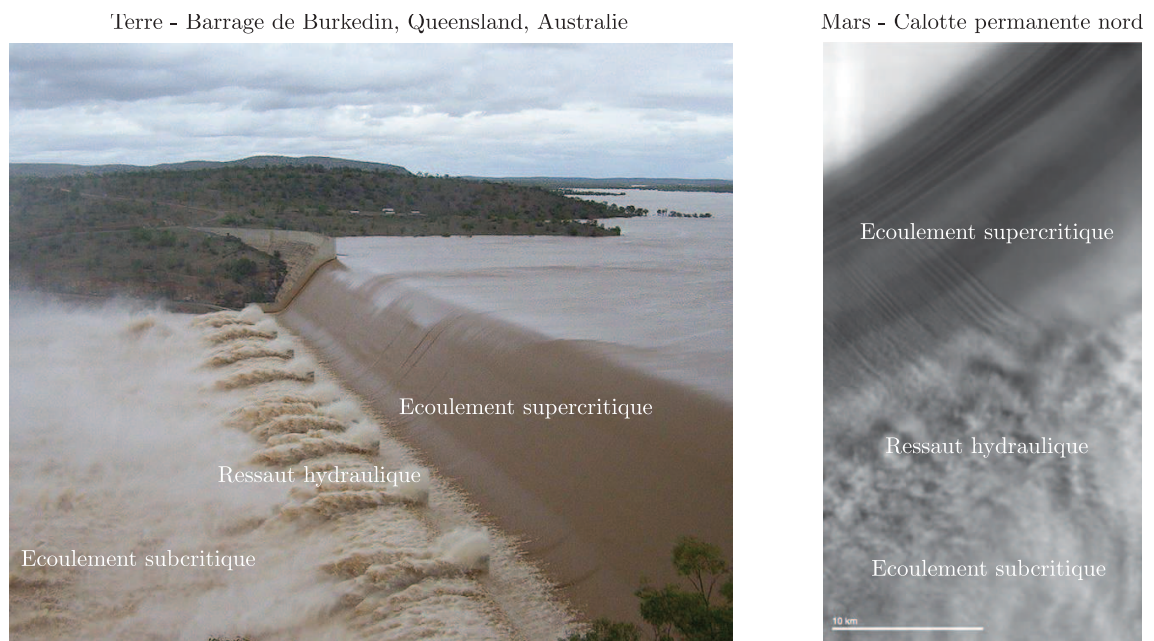 Terre - Barrage de Burkedin, Queensland, Australie
Mars - Calotte permanente nord
Ecoulement supercritique
Ressaut hydraulique
Ecoulement subcritique
Ecoulement supercritique
Ressaut hydraulique
Ecoulement subcritique
10 km